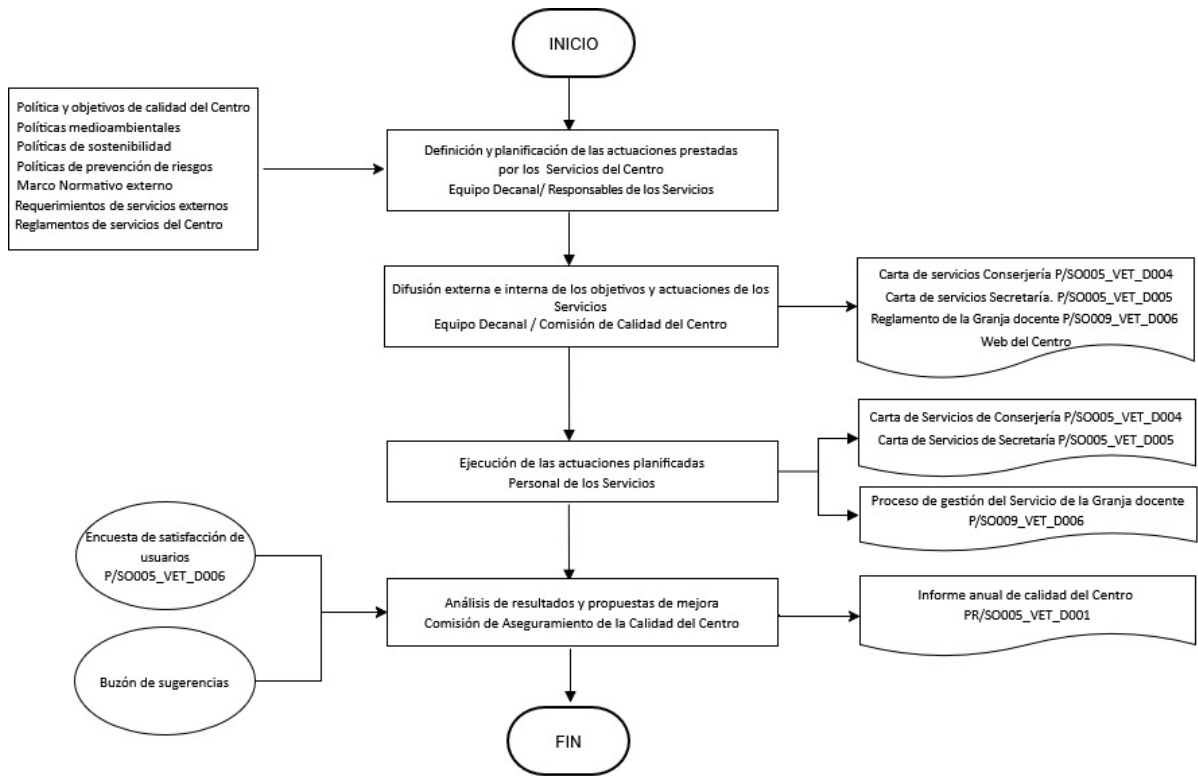 INICIO
Política y objetivos de calidad del Centro
Políticas medioambientales
Políticas de sostenibilidad
Políticas de prevención de riesgos
Marco Normativo externo
Requerimientos de servicios externos
Reglamentos de servicios del Centro
Definición y planificación de las actuaciones prestadas
por los Servicios del Centro
Equipo Decanal/ Responsables de los Servicios
Difusión externa e interna de los objetivos y actuaciones de los
Servicios
Equipo Decanal / Comisión de Calidad del Centro
Carta de servicios Conserjería P/SO005_VET_D004
Carta de servicios Secretaría. P/SO005_VET_D005
Reglamento de la Granja docente P/SO009_VET_D006
Web del Centro
Ejecución de las actuaciones planificadas
Personal de los Servicios
Carta de Servicios de Conserjería P/SO005_VET_D004
Carta de Servicios de Secretaría P/SO005_VET_D005
Proceso de gestión del Servicio de la Granja docente
P/SO009_VET_D006
Encuesta de satisfacción de
usuarios
P/SO005_VET_D006
Buzón de sugerencias
Análisis de resultados y propuestas de mejora
Comisión de Aseguramiento de la Calidad del Centro
Informe anual de calidad del Centro
PR/SO005_VET_D001
FIN